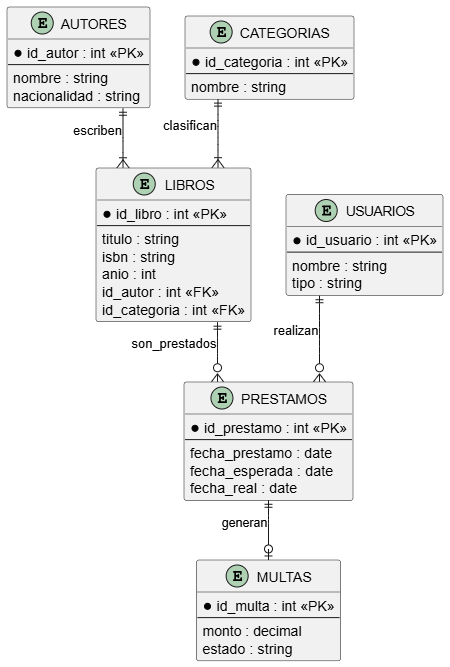 E AUTORES
id_autor : int «PK»
nombre : string
nacionalidad : string
E CATEGORIAS
id_categoria : int «PK»
nombre : string
escriben
clasifican
E LIBROS
id_libro : int «PK»
titulo : string
isbn : string
anio : int
id_autor : int «FK»
id_categoria : int «FK»
E USUARIOS
id_usuario : int «PK»
nombre : string
tipo : string
son_prestados
realizan
E PRESTAMOS
id_prestamo : int «PK»
fecha_prestamo : date
fecha_esperada : date
fecha_real : date
generan
E MULTAS
id_multa : int «PK»
monto : decimal
estado : string